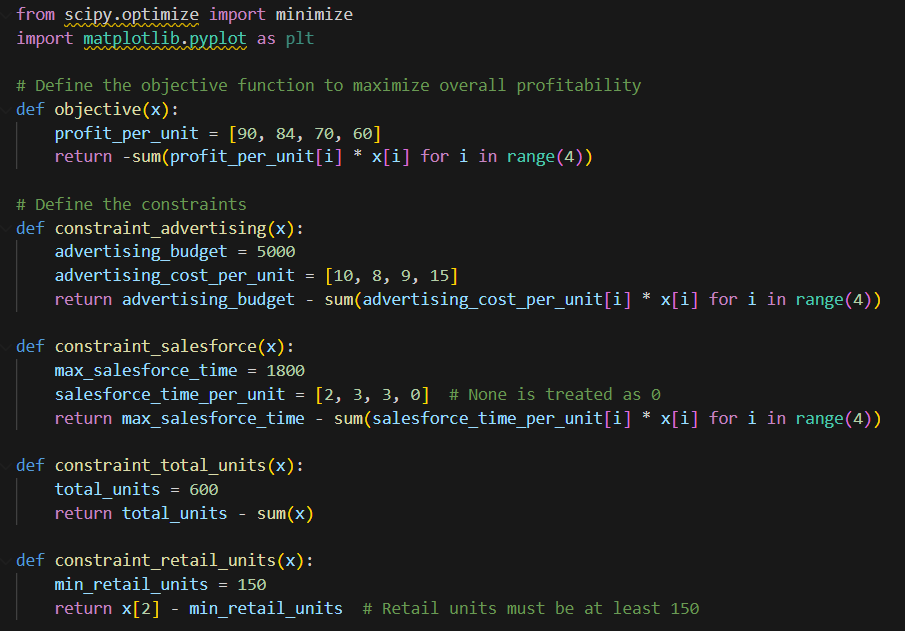 from scipy.optimize import minimize
import matplotlib.pyplot as plt
# Define the objective function to maximize overall profitability
def objective(x):
    profit_per_unit = [90, 84, 70, 60]
    return -sum(profit_per_unit[i] * x[i] for i in range(4))
# Define the constraints
def constraint_advertising(x):
    advertising_budget = 5000
    advertising_cost_per_unit = [10, 8, 9, 15]
    return advertising_budget - sum(advertising_cost_per_unit[i] * x[i] for i in range(4))
def constraint_salesforce(x):
    max_salesforce_time = 1800
    salesforce_time_per_unit = [2, 3, 3, 0]  # None is treated as 0
    return max_salesforce_time - sum(salesforce_time_per_unit[i] * x[i] for i in range(4))
def constraint_total_units(x):
    total_units = 600
    return total_units - sum(x)
def constraint_retail_units(x):
    min_retail_units = 150
    return x[2] - min_retail_units  # Retail units must be at least 150